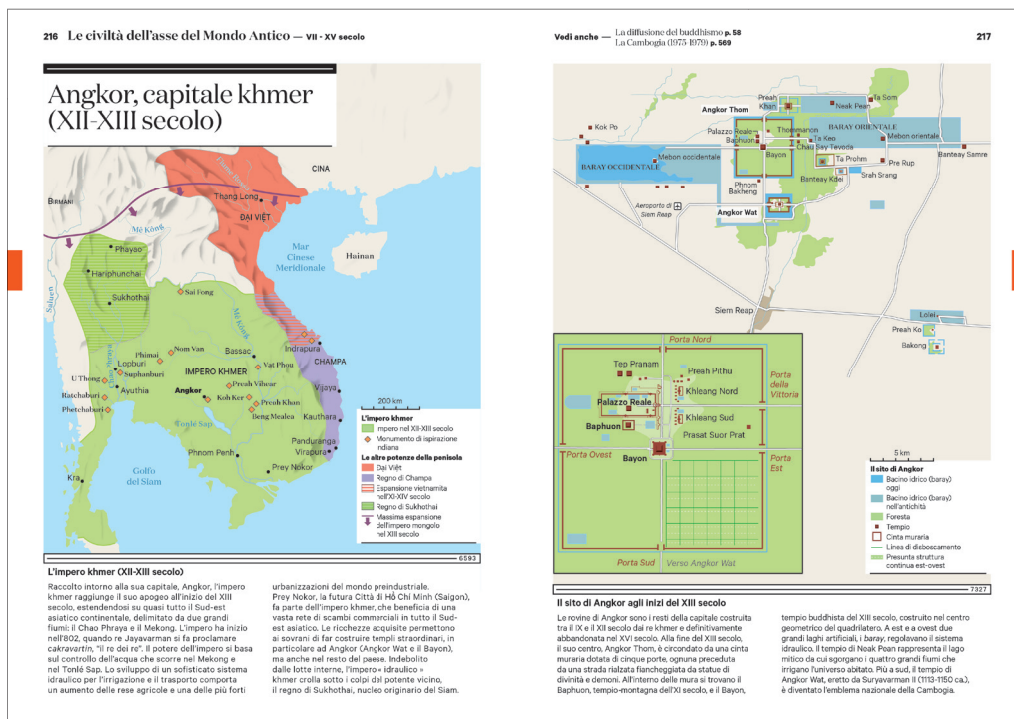 216 Le civiltà dell'asse del Mondo Antico — VII - XV secolo
Angkor, capitale khmer
(XII-XIII secolo)
CINA
BIRMANI
Thang Long
ĐẠI VIỆT
Mê Kông
Hainan
Mar
Cinese
Meridionale
Phayao
Hariphunchai
Saluen
Sukhothai
Sai Fong
Mê Kông
Nom Van
Phimai
Bassac
Indrapura
CHAMPA
Lopburi
Suphanburi
Vat Phou
IMPERO KHMER
U Thong
Ayuthia
Angkor
Preah Vihear
Vijaya
Ratchaburi
Koh Ker
Preah Khan
Phetchaburi
Beng Mealea
Kauthara
Tonlé Sap
Panduranga
Virapura
Phnom Penh
Prey Nokor
Golfo
del Siam
Kra
200 km
L'impero khmer
Impero nel XII-XIII secolo
Monumento di ispirazione
indiana
Le altre potenze della penisola
Đại Việt
Regno di Champa
Espansione vietnamita
nell'XI-XIV secolo
Regno di Sukhothai
Massima espansione
dell'impero mongolo
nel XIII secolo
6593
L'impero khmer (XII-XIII secolo)
Raccolto intorno alla sua capitale, Angkor, l'impero
khmer raggiunge il suo apogeo all'inizio del XIII
secolo, estendendosi su quasi tutto il Sud-est
asiatico continentale, delimitato da due grandi
fiumi: il Chao Phraya e il Mekong. L'impero ha inizio
nell'802, quando re Jayavarman si fa proclamare
cakravartin, "il re dei re". Il potere dell'impero si basa
sul controllo dell'acqua che scorre nel Mekong e
nel Tonlé Sap. Lo sviluppo di un sofisticato sistema
idraulico per l'irrigazione e il trasporto comporta
un aumento delle rese agricole e una delle più forti
urbanizzazioni del mondo preindustriale.
Prey Nokor, la futura Città di Hồ Chí Minh (Saigon),
fa parte dell'impero khmer, che beneficia di una
vasta rete di scambi commerciali in tutto il Sud-
est asiatico. Le ricchezze acquisite permettono
ai sovrani di far costruire templi straordinari, in
particolare ad Angkor (Angkor Wat e il Bayon),
ma anche nel resto del paese. Indebolito
dalle lotte interne, l'"impero» idraulico »
khmer crolla sotto i colpi del potente vicino,
il regno di Sukhothai, nucleo originario del Siam.
Vedi anche — La diffusione del buddhismo p. 58
La Cambogia (1975-1979) p. 569
217
Preah
Khan
Ta Som
Neak Pean
Angkor Thom
Kok Po
Palazzo Reale
Baphuon
Thommanon
BARAY ORIENTALE
Ta Keo
Mebon orientale
Chau Say Tevoda
Bayon
Mebon occidentale
Ta Prohm
Banteay Samre
BARAY OCCIDENTALE
Pre Rup
Phnom
Bakheng
Banteay Kdei
Srah Srang
Aeroporto di
Siem Reap
Angkor Wat
Siem Reap
Lolei
Preah Ko
Bakong
Porta Nord
Tep Pranam
Preah Pithu
Porta
della
Vittoria
Khleang Nord
Palazzo Reale
Khleang Sud
Baphuon
Prasat Suor Prat
Porta Ovest
Bayon
Porta
Est
Porta Sud
Verso Angkor Wat
5 km
Il sito di Angkor
Bacino idrico (baray)
oggi
Bacino idrico (baray)
nell'antichità
Foresta
Tempio
Cinta muraria
Linea di disboscamento
Presunta struttura
continua est-ovest
7327
Il sito di Angkor agli inizi del XIII secolo
Le rovine di Angkor sono i resti della capitale costruita
tra il IX e il XII secolo dai re khmer e definitivamente
abbandonata nel XVI secolo. Alla fine del XIII secolo,
il suo centro, Angkor Thom, è circondato da una cinta
muraria dotata di cinque porte, ognuna preceduta
da una strada rialzata fiancheggiata da statue di
divinità e demoni. All'interno delle mura si trovano il
Baphuon, tempio-montagna dell'XI secolo, e il Bayon,
tempio buddhista del XIII secolo, costruito nel centro
geometrico del quadrilatero. A est e a ovest due
grandi laghi artificiali, i baray, regolavano il sistema
idraulico. Il tempio di Neak Pean rappresenta il lago
mitico da cui sorgono i quattro grandi fiumi che
irrigano l'universo abitato. Più a sud, il tempio di
Angkor Wat, eretto da Suryavarman II (1113-1150 ca.),
è diventato l'emblema nazionale della Cambogia.